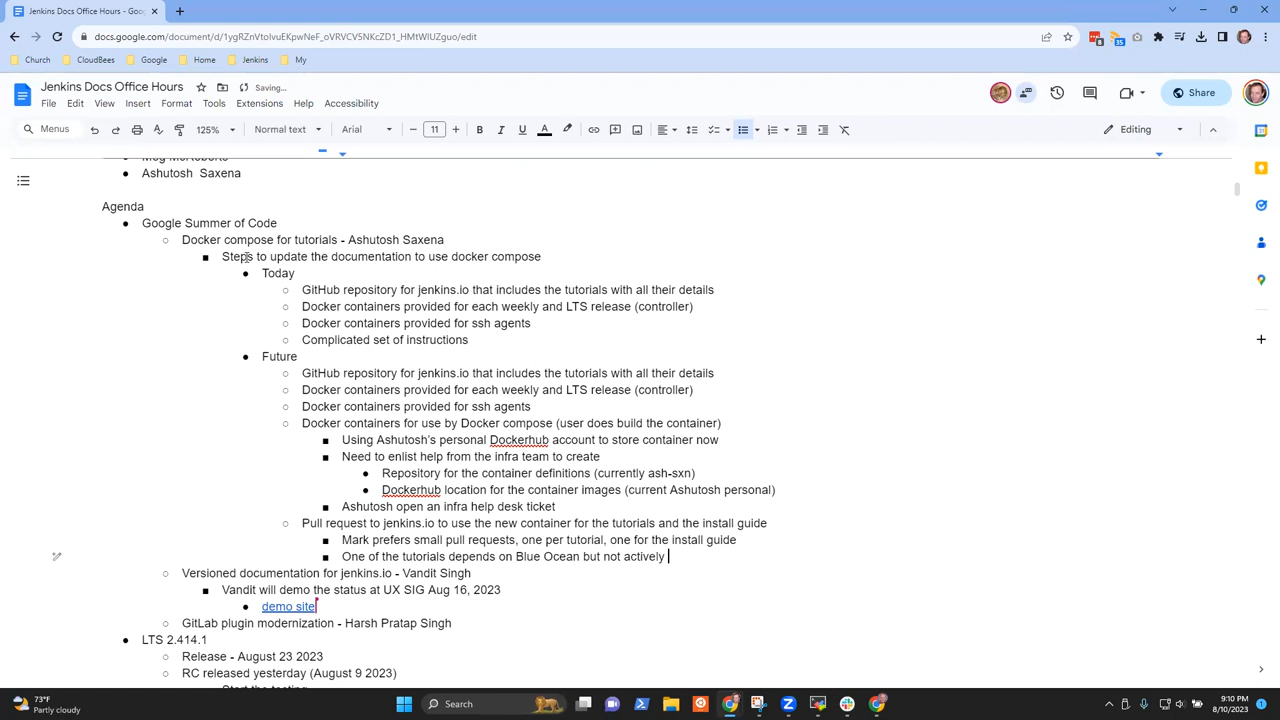 Jenkins Docs Office Hours - Goog
docs.google.com/document/d/1ygRZnVtolvuEKpwNeF_oVRVCV5NKcZD1_HMtWlUZguo/edit
Church CloudBees Google Home Jenkins My
Jenkins Docs Office Hours Saving...
File Edit View Insert Format Tools Extensions Help Accessibility
Share
Menus 125% Normal text Arial 11 Editing
Ashutosh Saxena
Agenda
Google Summer of Code
Docker compose for tutorials - Ashutosh Saxena
Steps to update the documentation to use docker compose
Today
GitHub repository for jenkins.io that includes the tutorials with all their details
Docker containers provided for each weekly and LTS release (controller)
Docker containers provided for ssh agents
Complicated set of instructions
Future
GitHub repository for jenkins.io that includes the tutorials with all their details
Docker containers provided for each weekly and LTS release (controller)
Docker containers provided for ssh agents
Docker containers for use by Docker compose (user does build the container)
Using Ashutosh's personal Dockerhub account to store container now
Need to enlist help from the infra team to create
Repository for the container definitions (currently ash-sxn)
Dockerhub location for the container images (current Ashutosh personal)
Ashutosh open an infra help desk ticket
Pull request to jenkins.io to use the new container for the tutorials and the install guide
Mark prefers small pull requests, one per tutorial, one for the install guide
One of the tutorials depends on Blue Ocean but not actively
Versioned documentation for jenkins.io - Vandit Singh
Vandit will demo the status at UX SIG Aug 16, 2023
demo site
GitLab plugin modernization - Harsh Pratap Singh
LTS 2.414.1
Release - August 23 2023
RC released yesterday (August 9 2023)
73°F
Partly cloudy
Search
9:10 PM
8/10/2023